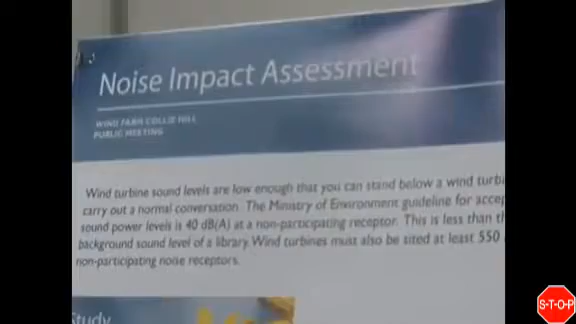 Noise Impact Assessment
WIND FARM COLLIE HILL
PUBLIC MEETING
Wind turbine sound levels are low enough that you can stand below a wind turbi
carry out a normal conversation. The Ministry of Environment guideline for accep
sound power levels is 40 dB(A) at a non-participating receptor. This is less than th
background sound level of a library. Wind turbines must also be sited at least 550
non-participating noise receptors.
Study
S-T-O-P